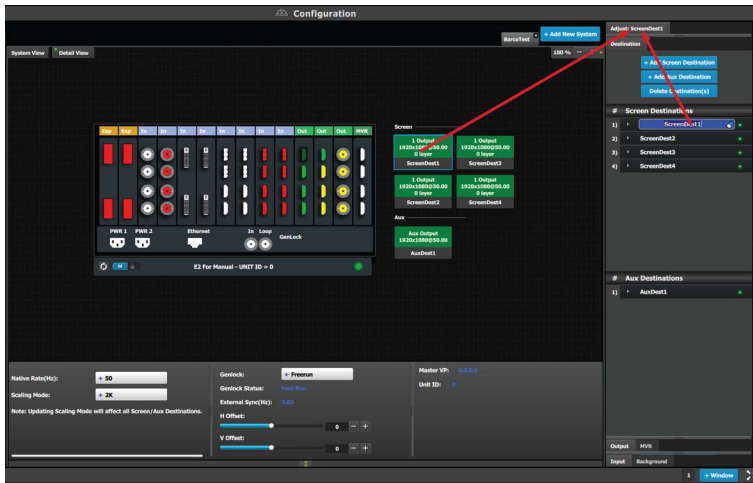 Configuration
BarcoTest
+ Add New System
Adjust: ScreenDest1
System View
Detail View
100 %
Destination
+ Add Screen Destination
+ Add Aux Destination
Delete Destination(s)
# Screen Destinations
1) ScreenDest1
2) ScreenDest2
3) ScreenDest3
4) ScreenDest4
Screen
Exp Exp In In In In In In Out Out Out MVR
1 Output
1920x1080@50.00
0 layer
ScreenDest1
1 Output
1920x1080@50.00
0 layer
ScreenDest3
1 Output
1920x1080@50.00
0 layer
ScreenDest2
1 Output
1920x1080@50.00
0 layer
ScreenDest4
Aux
Aux Output
1920x1080@50.00
AuxDest1
PWR 1 PWR 2 Ethernet In Loop
GenLock
M E2 For Manual - UNIT ID = 0
# Aux Destinations
1) AuxDest1
Native Rate(Hz): + 50
Scaling Mode: + 2K
Note: Updating Scaling Mode will affect all Screen/Aux Destinations.
Genlock: + Freerun
Genlock Status: Free Run
External Sync(Hz): 0.00
H Offset:
0 - +
V Offset:
0 - +
Master VP: 0.0.0.0
Unit ID: 0
Output MVR
Input Background
1 + Window